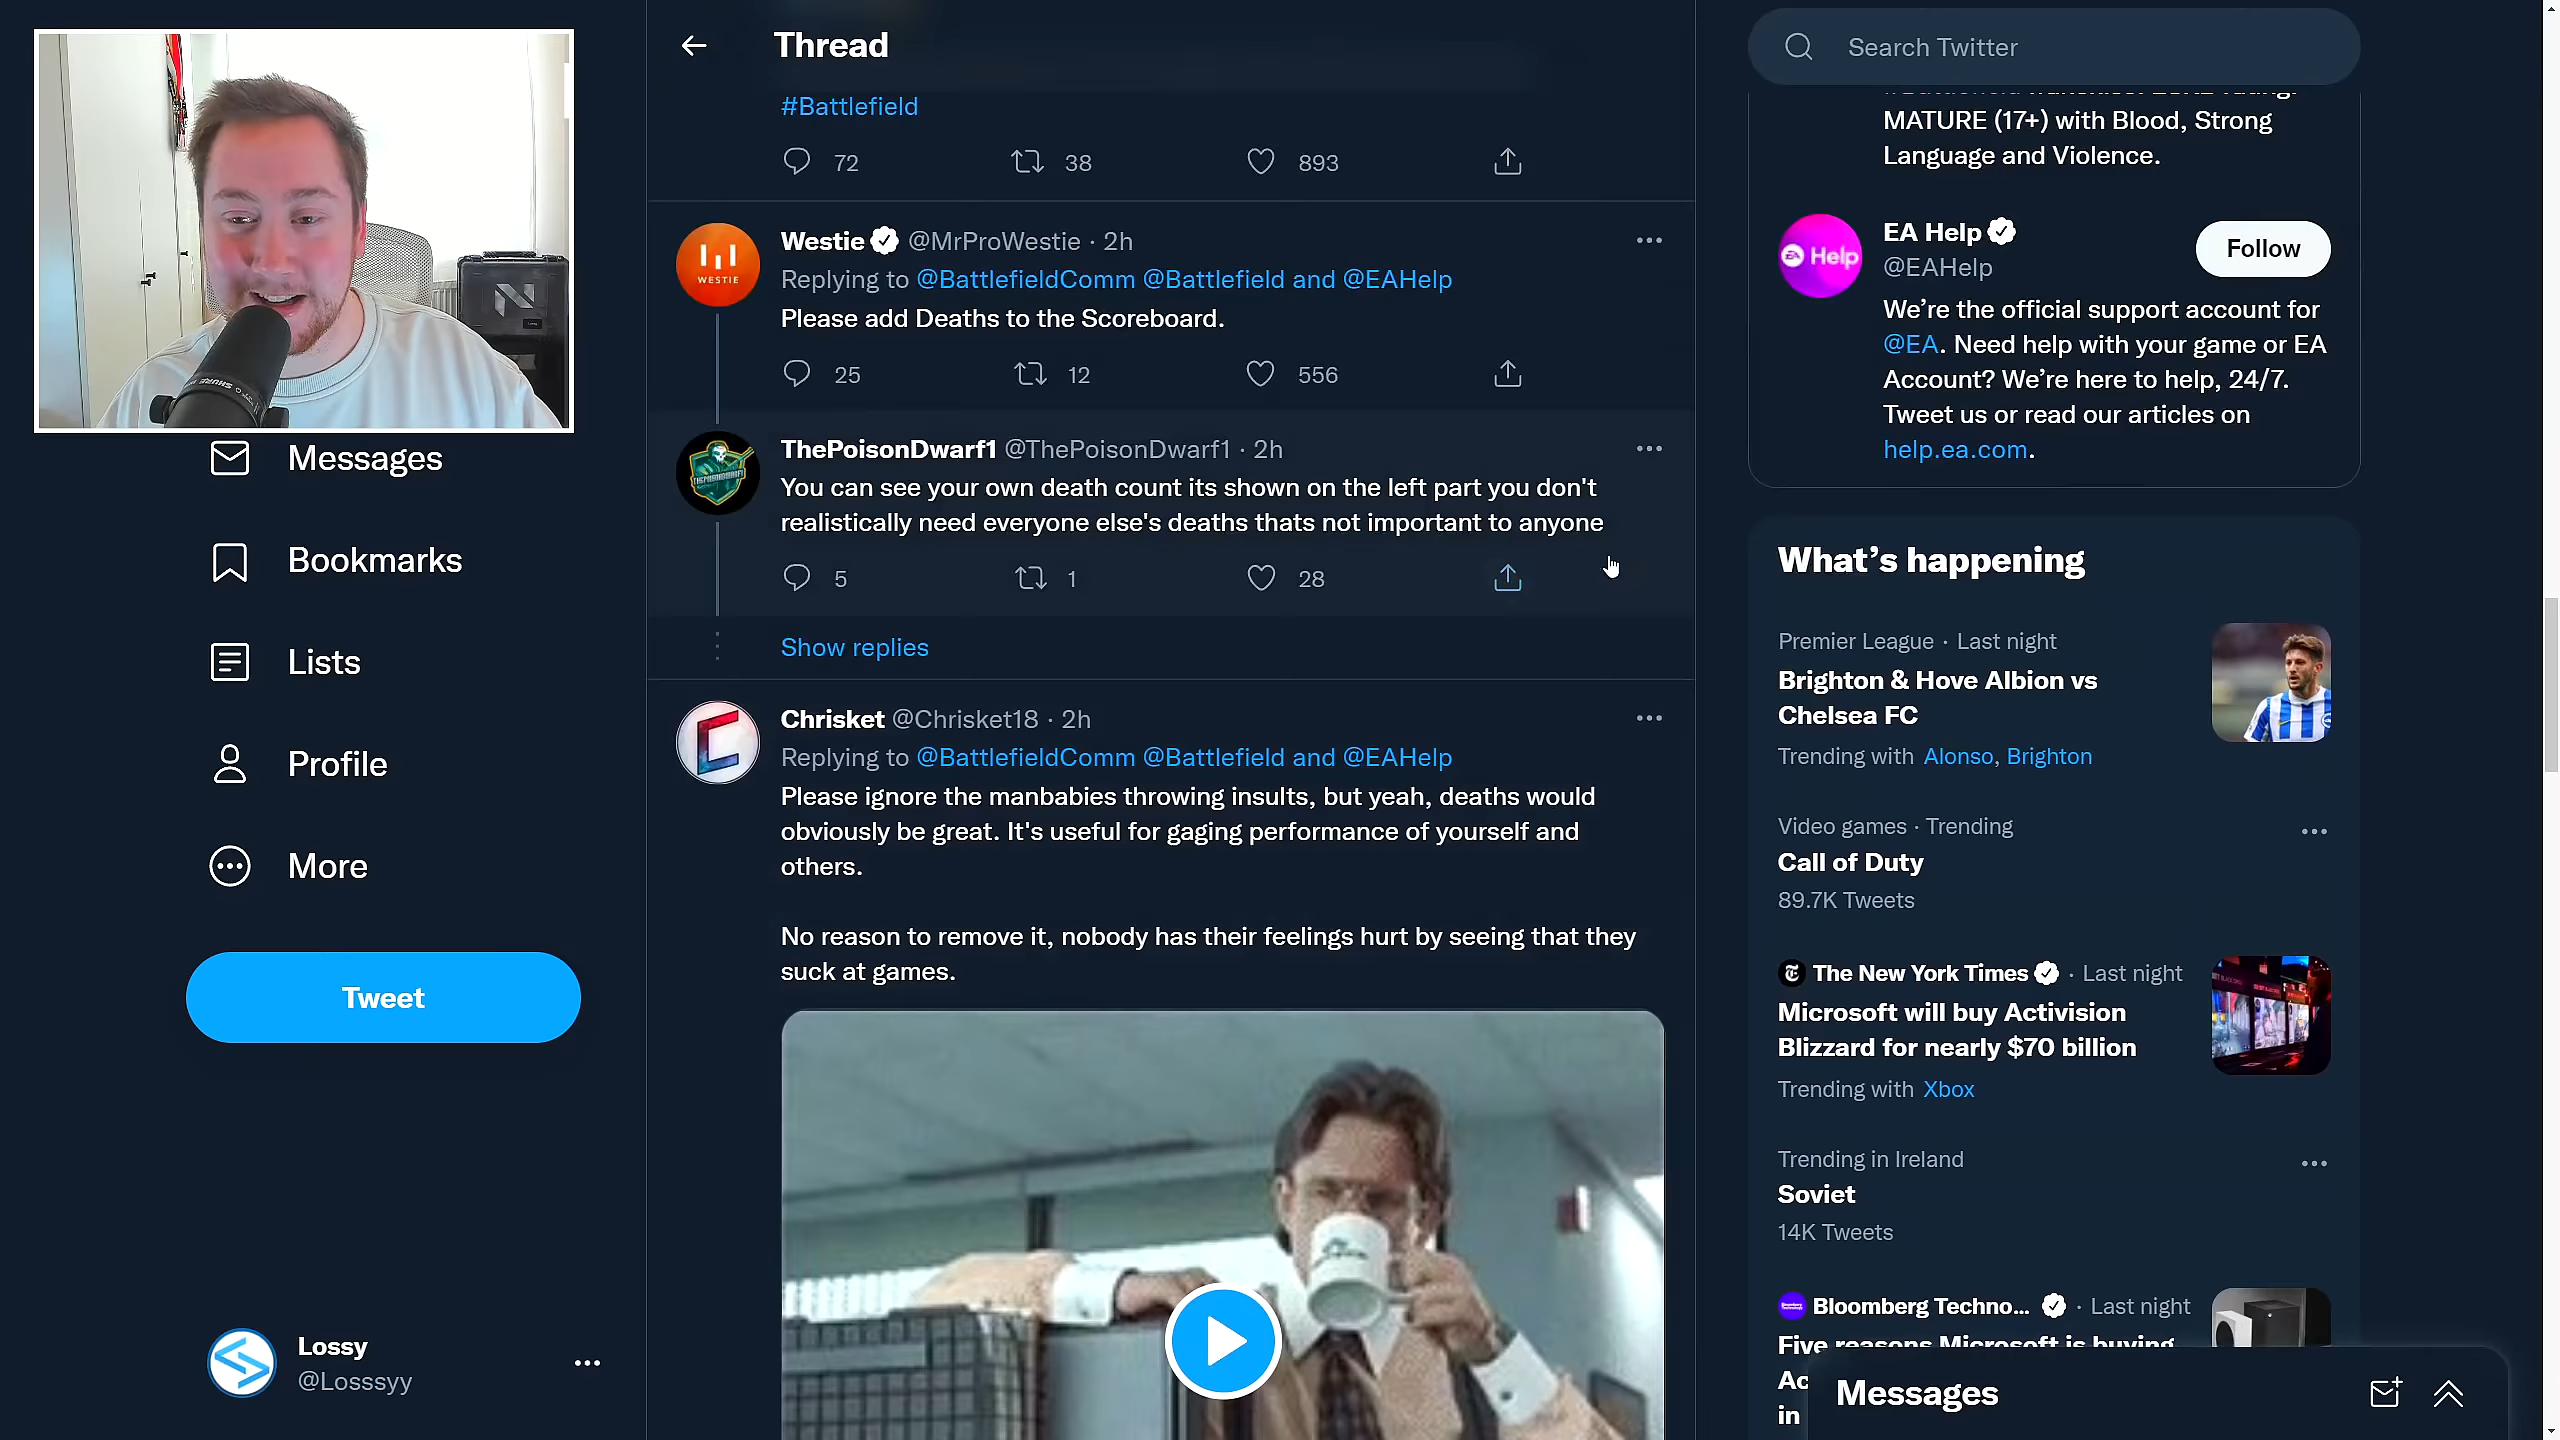 Thread
Search Twitter
#Battlefield
72 38 893
Westie @MrProWestie · 2h
WESTIE
Replying to @BattlefieldComm @Battlefield and @EAHelp
Please add Deaths to the Scoreboard.
25 12 556
ThePoisonDwarf1 @ThePoisonDwarf1 · 2h
You can see your own death count its shown on the left part you don't
realistically need everyone else's deaths thats not important to anyone
5 1 28
Show replies
Chrisket @Chrisket18 · 2h
Replying to @BattlefieldComm @Battlefield and @EAHelp
Please ignore the manbabies throwing insults, but yeah, deaths would
obviously be great. It's useful for gaging performance of yourself and
others.
No reason to remove it, nobody has their feelings hurt by seeing that they
suck at games.
Messages
Bookmarks
Lists
Profile
More
Tweet
Lossy
@Losssyy
MATURE (17+) with Blood, Strong
Language and Violence.
EA Help
EA Help
@EAHelp
Follow
We’re the official support account for
@EA. Need help with your game or EA
Account? We’re here to help, 24/7.
Tweet us or read our articles on
help.ea.com.
What’s happening
Premier League · Last night
Brighton & Hove Albion vs
Chelsea FC
Trending with Alonso, Brighton
Video games · Trending
Call of Duty
89.7K Tweets
The New York Times · Last night
Microsoft will buy Activision
Blizzard for nearly $70 billion
Trending with Xbox
Trending in Ireland
Soviet
14K Tweets
Bloomberg Techno... · Last night
Five reasons Microsoft is buying
Ac
in
Messages